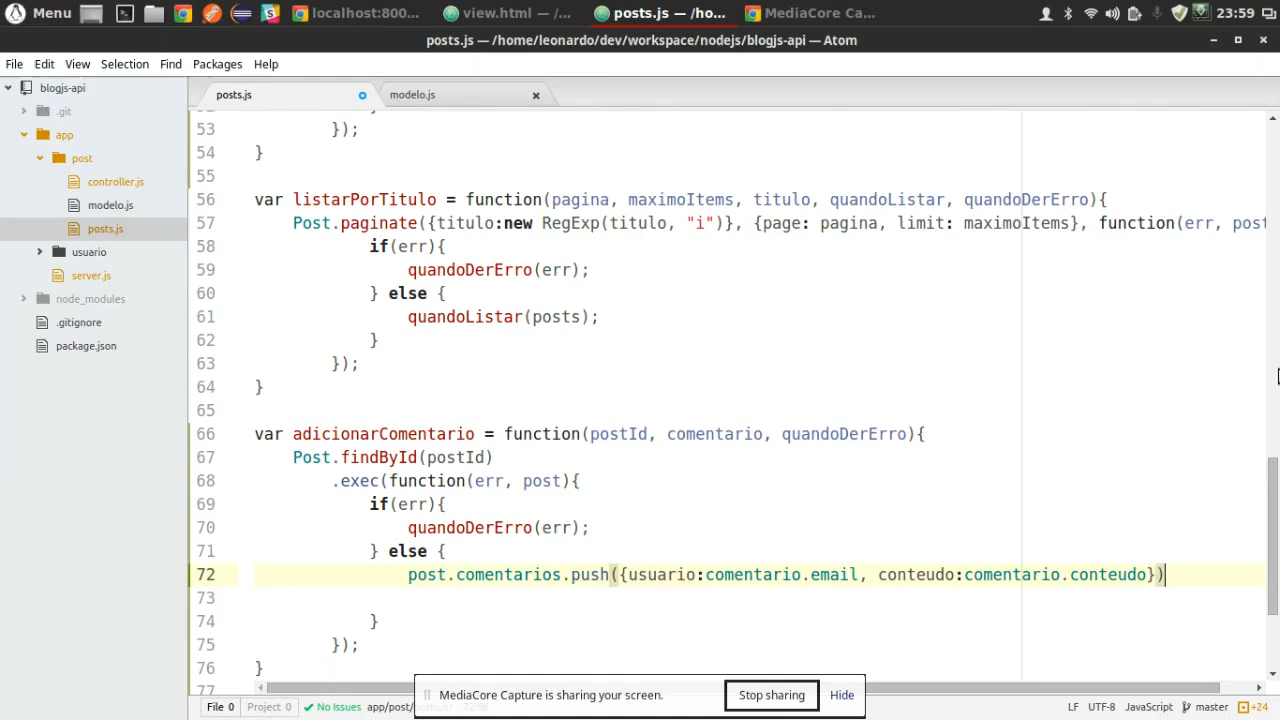 Menu
localhost:800...
view.html — /...
posts.js — /ho...
MediaCore Ca...
23:59
posts.js — /home/leonardo/dev/workspace/nodejs/blogjs-api — Atom
File Edit View Selection Find Packages Help
blogjs-api
.git
app
post
controller.js
modelo.js
posts.js
usuario
server.js
node_modules
.gitignore
package.json
posts.js
modelo.js
53 });
54 }
55
56 var listarPorTitulo = function(pagina, maximoItems, titulo, quandoListar, quandoDerErro){
57 Post.paginate({titulo:new RegExp(titulo, "i")}, {page: pagina, limit: maximoItems}, function(err, post
58 if(err){
59 quandoDerErro(err);
60 } else {
61 quandoListar(posts);
62 }
63 });
64 }
65
66 var adicionarComentario = function(postId, comentario, quandoDerErro){
67 Post.findById(postId)
68 .exec(function(err, post){
69 if(err){
70 quandoDerErro(err);
71 } else {
72 post.comentarios.push({usuario:comentario.email, conteudo:comentario.conteudo})
73
74 }
75 });
76 }
77
MediaCore Capture is sharing your screen. Stop sharing Hide
File 0 Project 0 No Issues app/post/ LF UTF-8 JavaScript master +24